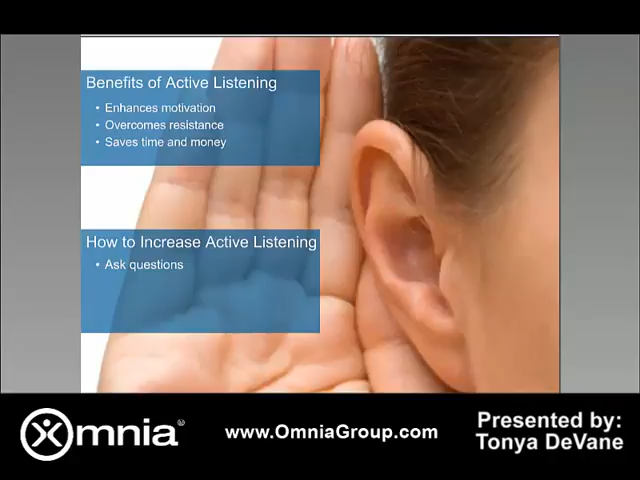 Benefits of Active Listening
• Enhances motivation
• Overcomes resistance
• Saves time and money
How to Increase Active Listening
• Ask questions
Omnia®
www.OmniaGroup.com
Presented by:
Tonya DeVane